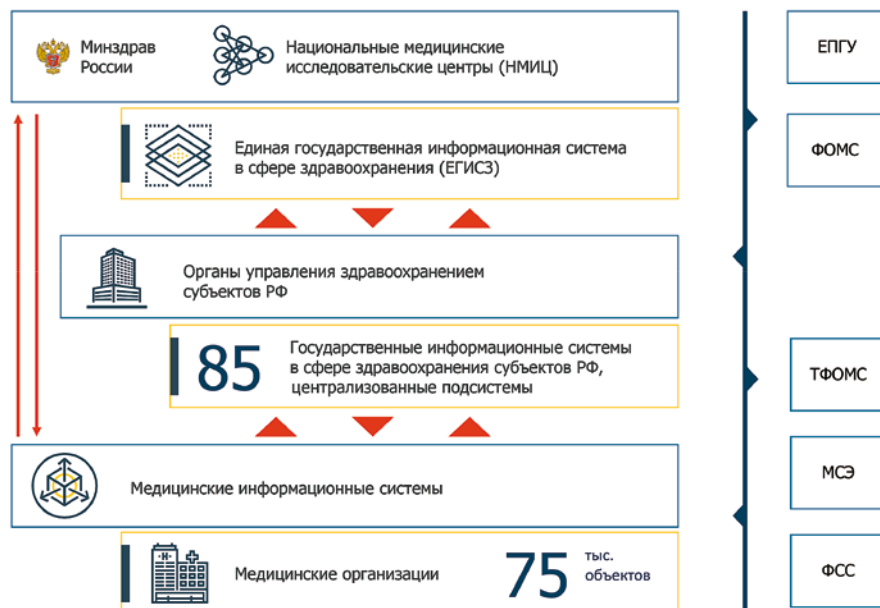 Минздрав
России
Национальные медицинские
исследовательские центры (НМИЦ)
Единая государственная информационная система
в сфере здравоохранения (ЕГИСЗ)
Органы управления здравоохранением
субъектов РФ
85
Государственные информационные системы
в сфере здравоохранения субъектов РФ,
централизованные подсистемы
Медицинские информационные системы
Медицинские организации
75
тыс.
объектов
ЕПГУ
ФОМС
ТФОМС
МСЭ
ФСС